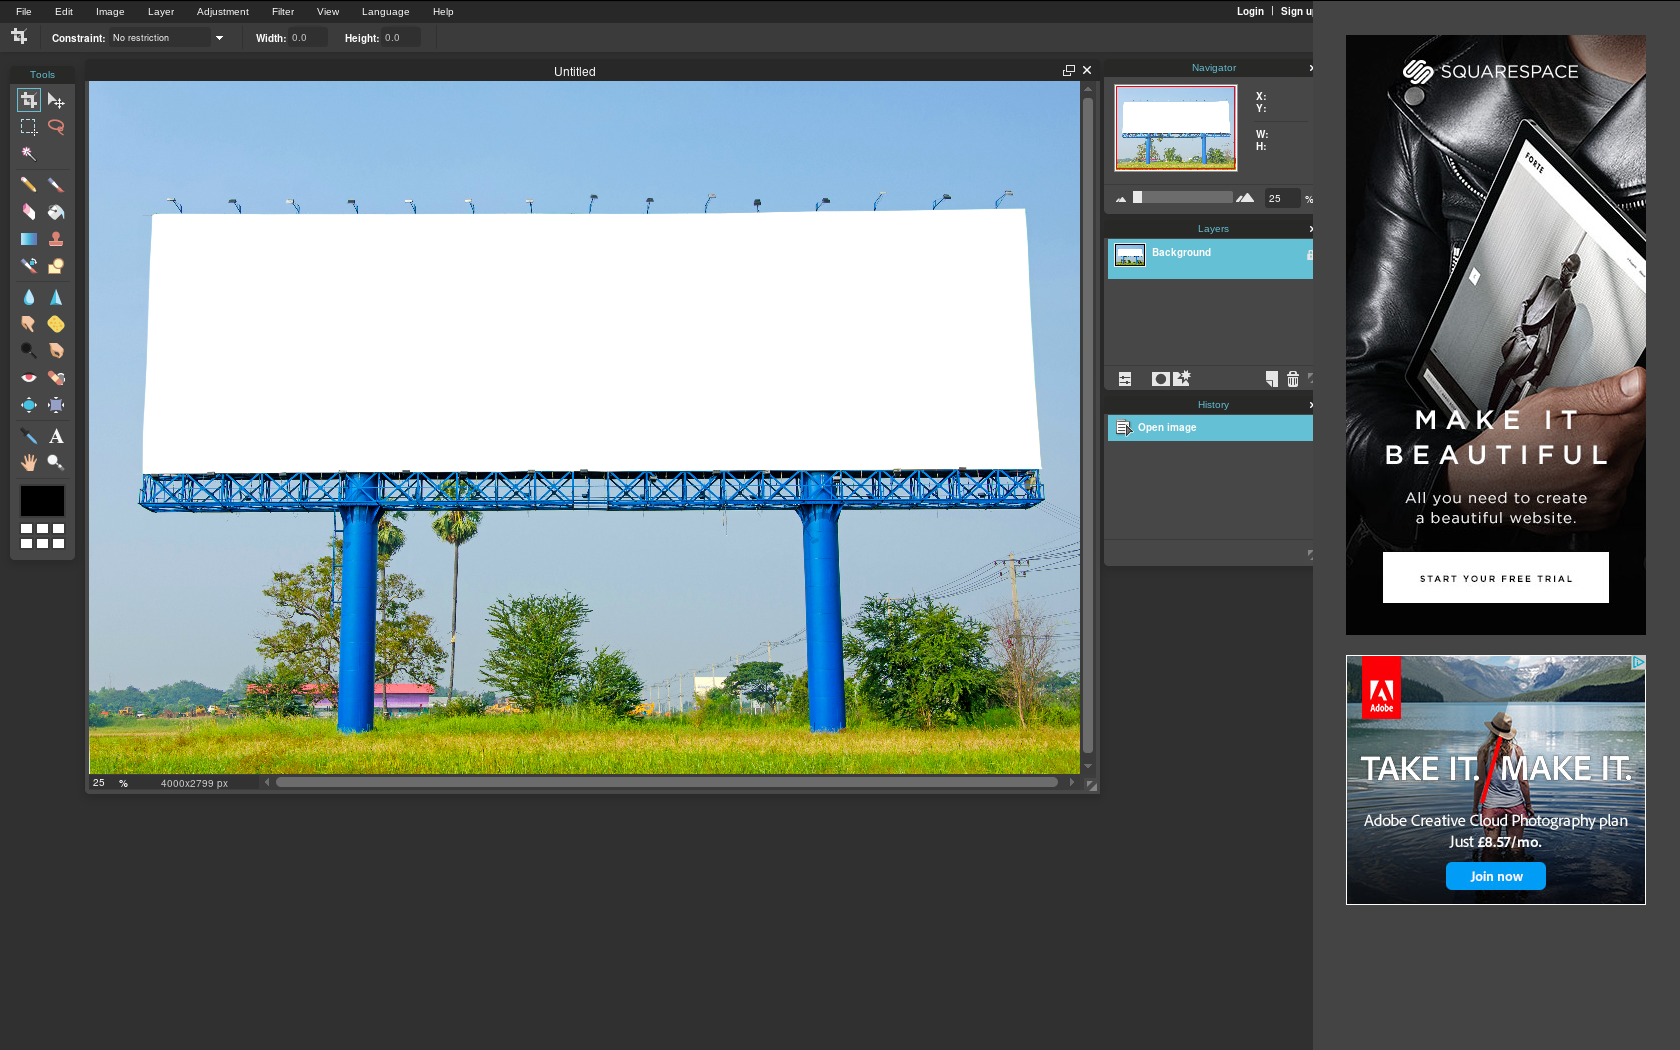 File Edit Image Layer Adjustment Filter View Language Help
Login | Sign
Constraint: No restriction Width: 0.0 Height: 0.0
Tools
A
Untitled
25 % 4000x2799 px
Navigator
X:
Y:
W:
H:
25 %
Layers
Background
History
Open image
SQUARESPACE
FORTE
MAKE IT
BEAUTIFUL
All you need to create
a beautiful website.
START YOUR FREE TRIAL
Adobe
TAKE IT. / MAKE IT.
Adobe Creative Cloud Photography plan
Just £8.57/mo.
Join now